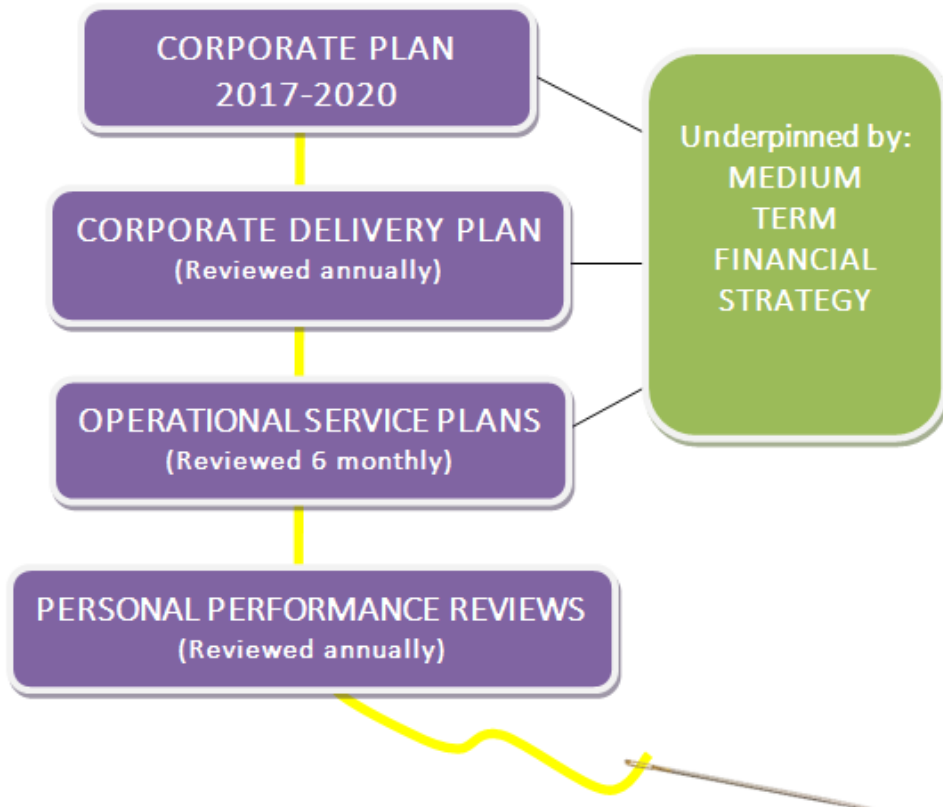 CORPORATE PLAN
2017-2020
CORPORATE DELIVERY PLAN
(Reviewed annually)
OPERATIONAL SERVICE PLANS
(Reviewed 6 monthly)
PERSONAL PERFORMANCE REVIEWS
(Reviewed annually)
Underpinned by:
MEDIUM
TERM
FINANCIAL
STRATEGY